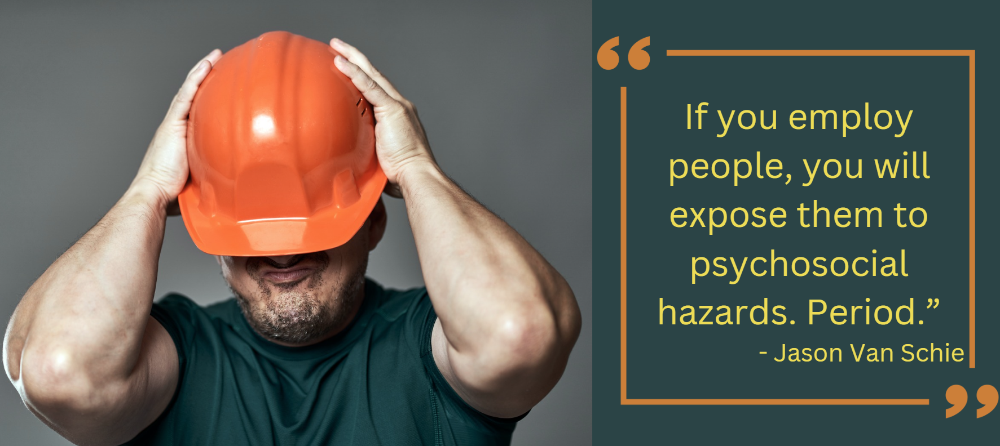 “
If you employ
people, you will
expose them to
psychosocial
hazards. Period.”
- Jason Van Schie
”